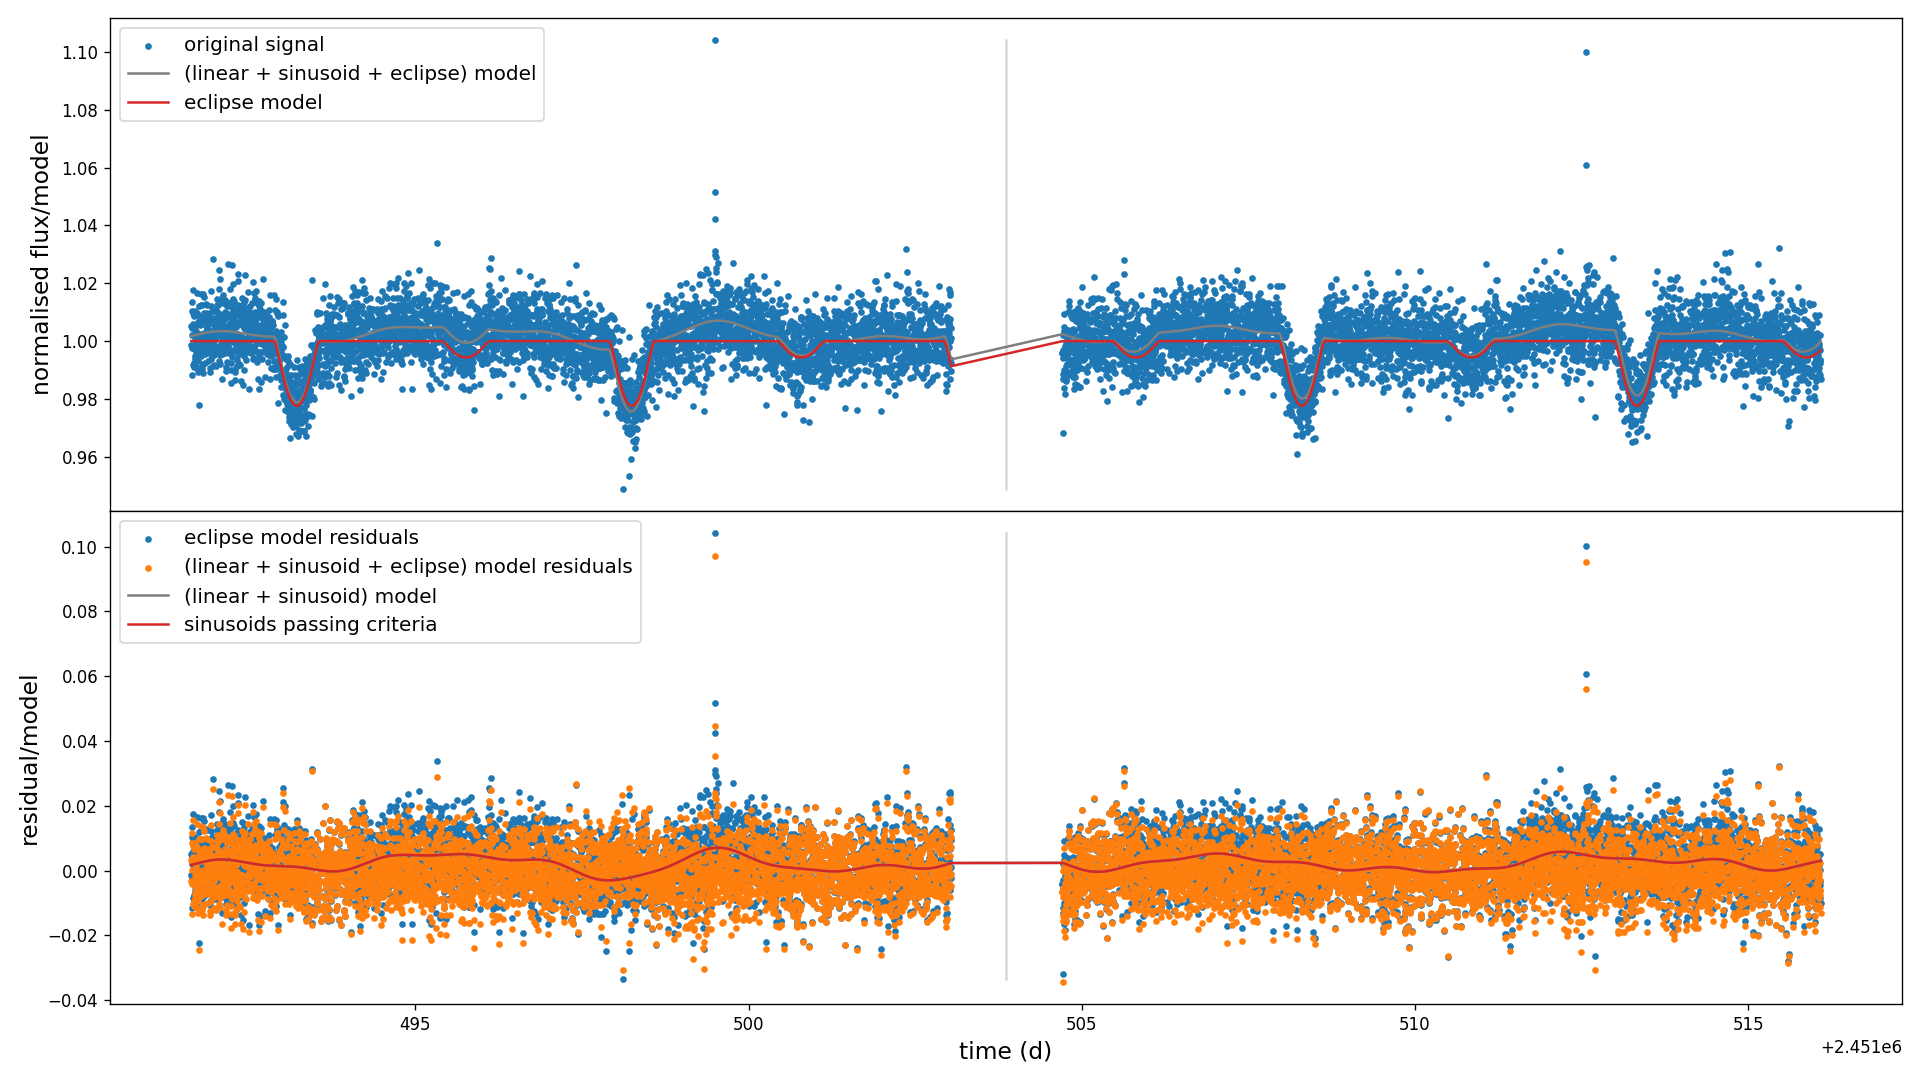 original signal
(linear + sinusoid + eclipse) model
eclipse model
normalised flux/model
1.10
1.08
1.06
1.04
1.02
1.00
0.98
0.96
eclipse model residuals
(linear + sinusoid + eclipse) model residuals
(linear + sinusoid) model
sinusoids passing criteria
residual/model
0.10
0.08
0.06
0.04
0.02
0.00
−0.02
−0.04
495
500
505
510
515
time (d)
+2.451e6